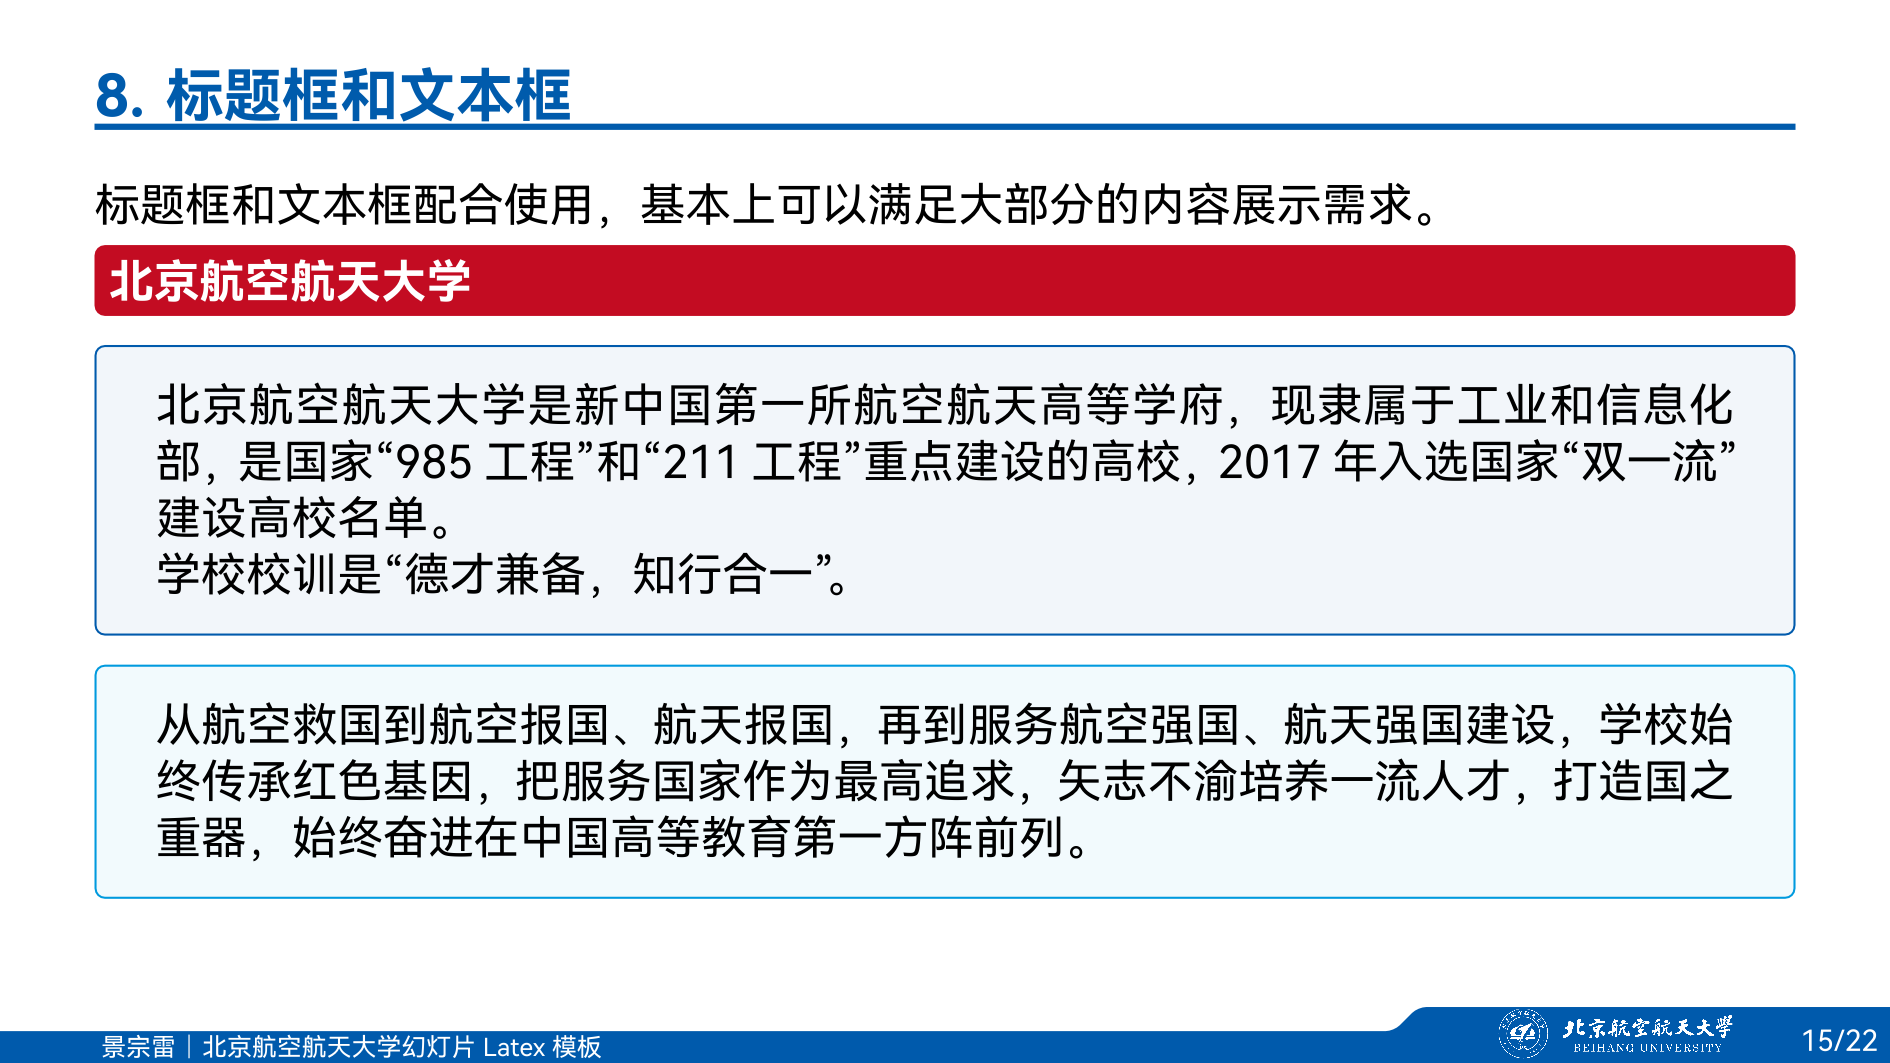 8. 标题框和文本框
标题框和文本框配合使用，基本上可以满足大部分的内容展示需求。
北京航空航天大学
北京航空航天大学是新中国第一所航空航天高等学府，现隶属于工业和信息化
部，是国家“985 工程”和“211 工程”重点建设的高校，2017 年入选国家“双一流”
建设高校名单。
学校校训是“德才兼备，知行合一”。
从航空救国到航空报国、航天报国，再到服务航空强国、航天强国建设，学校始
终传承红色基因，把服务国家作为最高追求，矢志不渝培养一流人才，打造国之
重器，始终奋进在中国高等教育第一方阵前列。
景宗雷｜北京航空航天大学幻灯片 Latex 模板
北京航空航天大學
BEIHANG UNIVERSITY
15/22